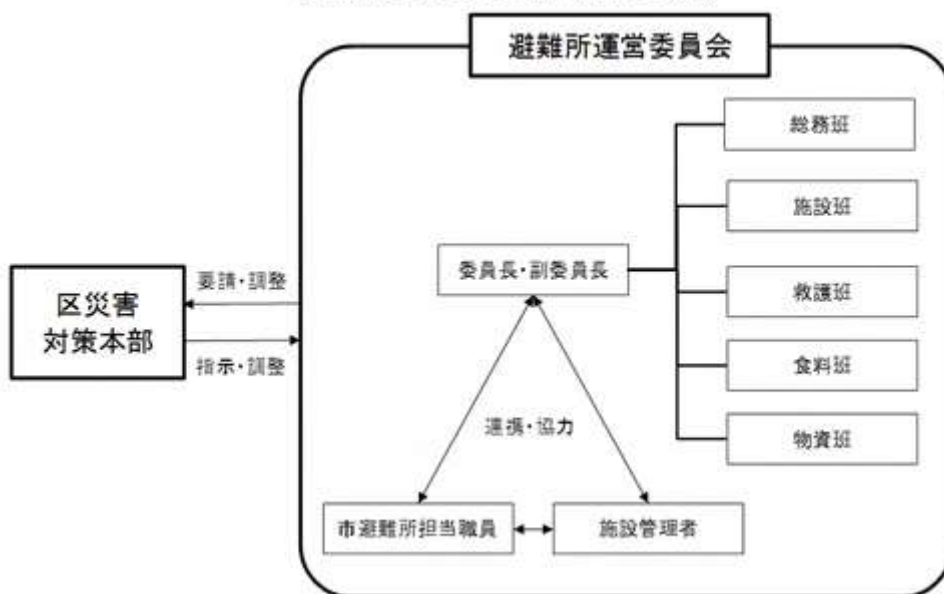 避難所運営委員会
総務班
施設班
委員長・副委員長
救護班
要請・調整
区災害
対策本部
指示・調整
食料班
連携・協力
物資班
市避難所担当職員
施設管理者